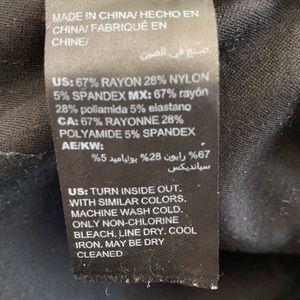 MADE IN CHINA/ HECHO EN
CHINA/ FABRIQUÉ EN
CHINE/
صنع في الصين
US: 67% RAYON 28% NYLON
5% SPANDEX MX: 67% rayón
28% poliamida 5% elastano
CA: 67% RAYONNE 28%
POLYAMIDE 5% SPANDEX
AE/KW:
67% رايون 28% بولياميد 5%
سبانديكس
US: TURN INSIDE OUT.
WITH SIMILAR COLORS.
MACHINE WASH COLD.
ONLY NON-CHLORINE
BLEACH. LINE DRY. COOL
IRON. MAY BE DRY
CLEANED